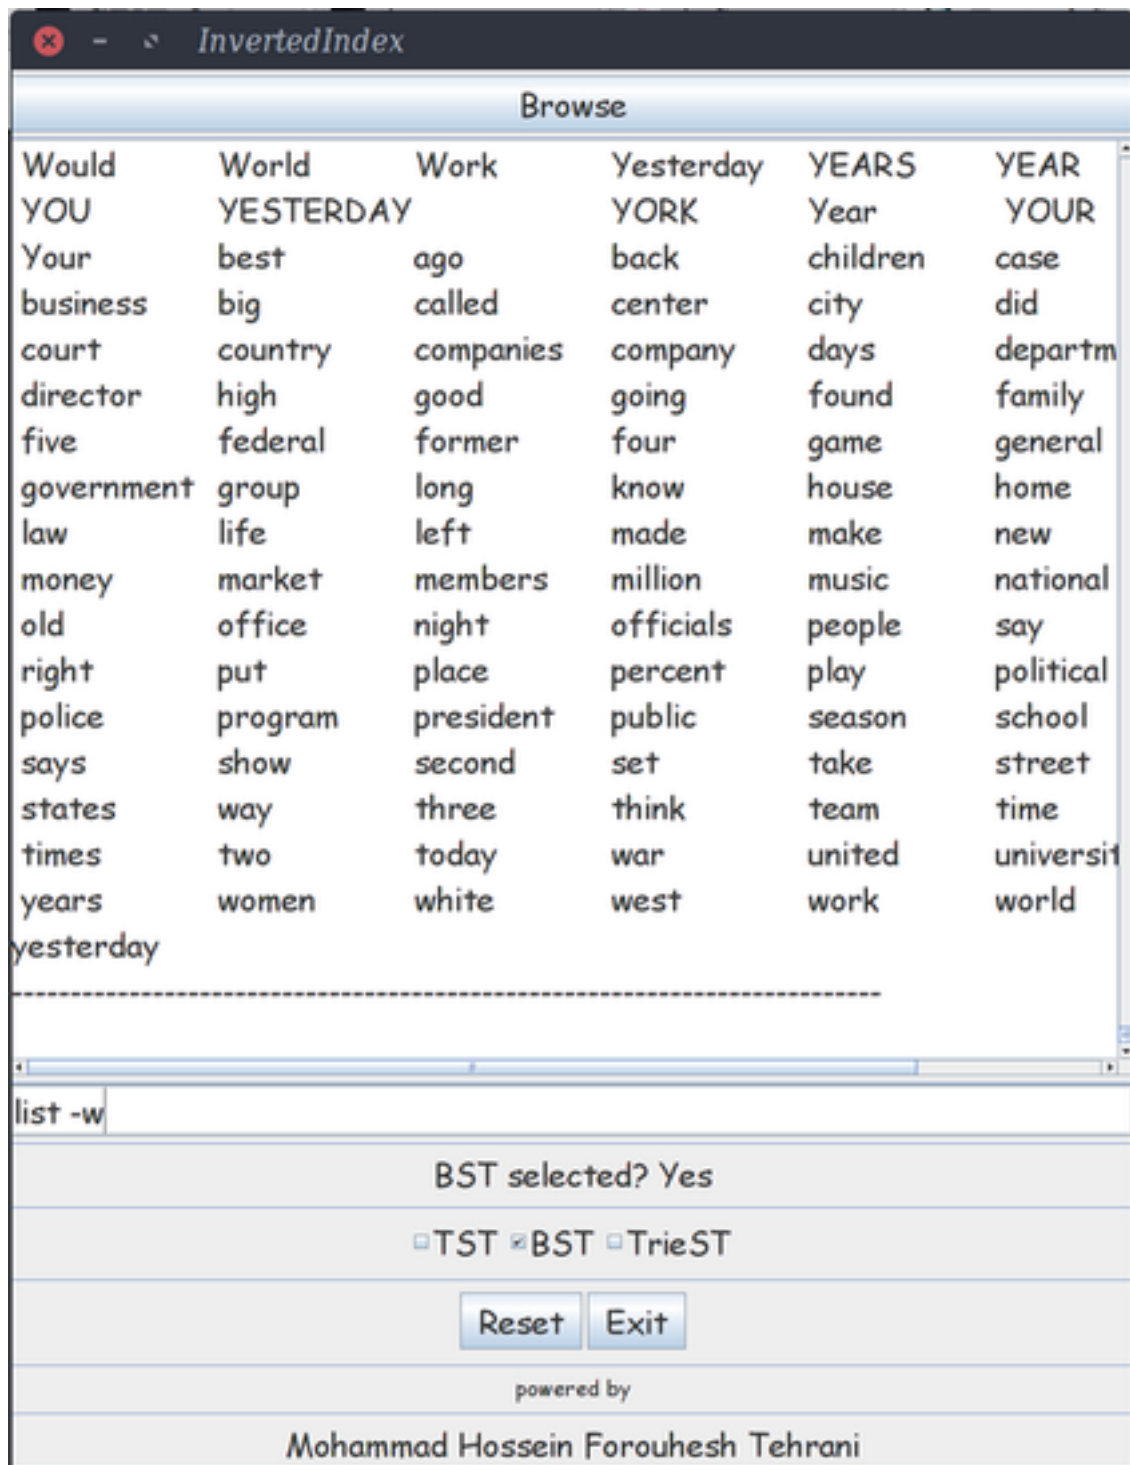 InvertedIndex
Browse
Would World Work Yesterday YEARS YEAR
YOU YESTERDAY YORK Year YOUR
Your best ago back children case
business big called center city did
court country companies company days departm
director high good going found family
five federal former four game general
government group long know house home
law life left made make new
money market members million music national
old office night officials people say
right put place percent play political
police program president public season school
says show second set take street
states way three think team time
times two today war united universit
years women white west work world
yesterday
--------------------------------------------------------------------------
list -w
BST selected? Yes
TST BST TrieST
Reset Exit
powered by
Mohammad Hossein Forouhesh Tehrani